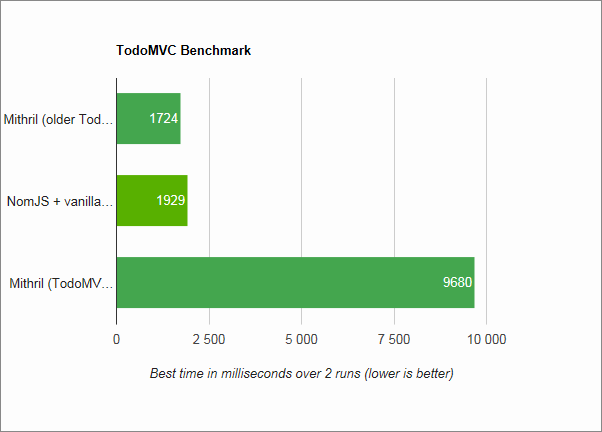 TodoMVC Benchmark
Mithril (older Tod...
1724
NomJS + vanilla...
1929
Mithril (TodoMV...
9680
0 2 500 5 000 7 500 10 000
Best time in milliseconds over 2 runs (lower is better)